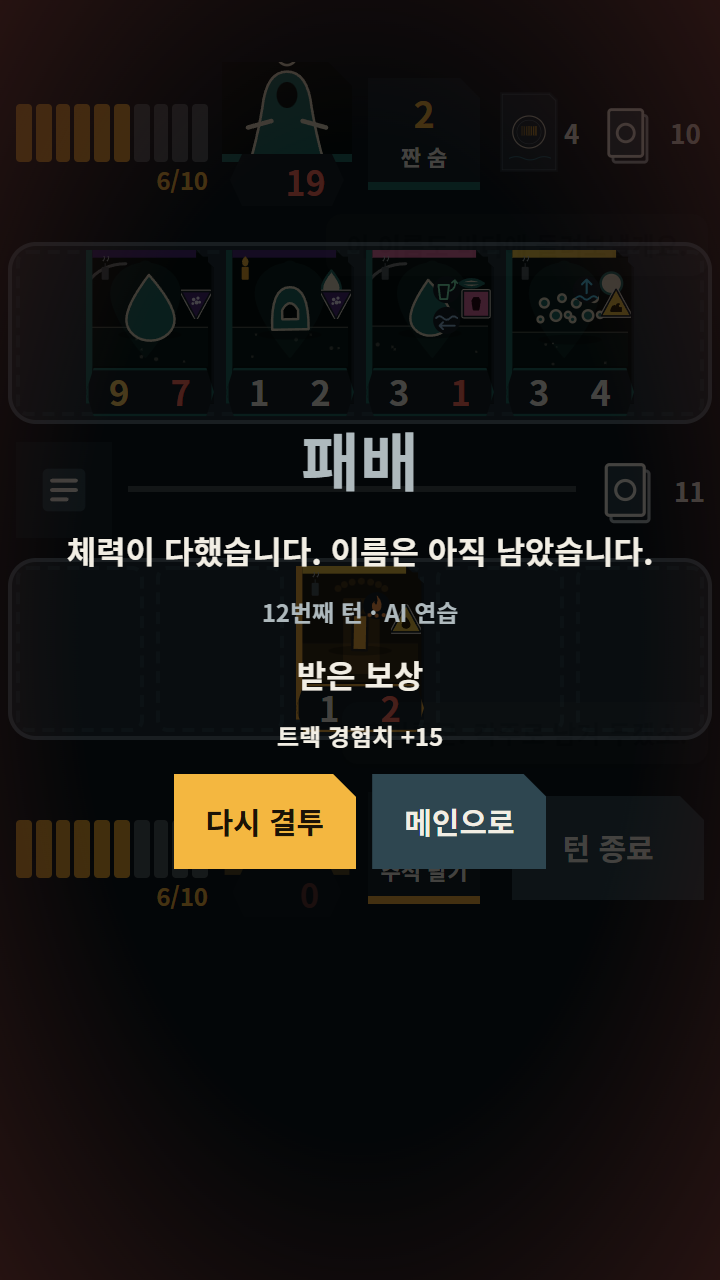 6/10
19
2
짠 숨
4
10
9 7
1 2
3 1
3 4
패배
11
체력이 다했습니다. 이름은 아직 남았습니다.
12번째 턴 · AI 연습
받은 보상
1 2
트랙 경험치 +15
다시 결투
메인으로
턴 종료
6/10
0